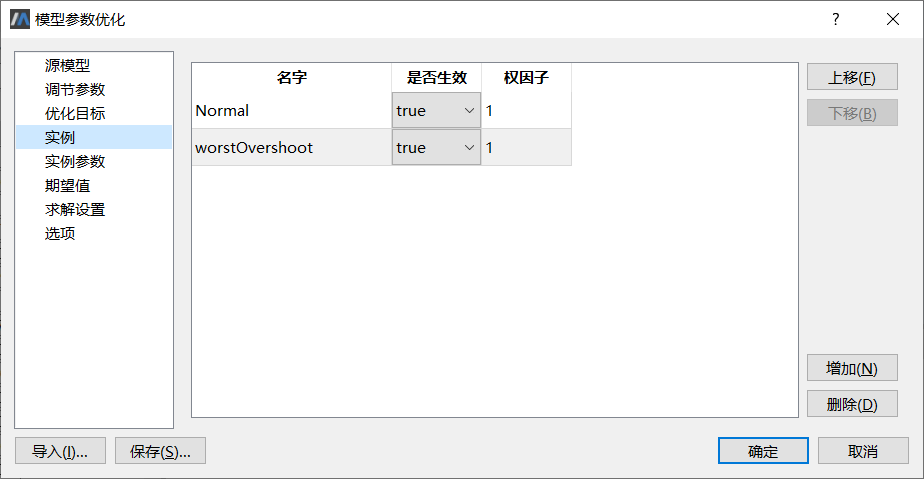 模型参数优化
源模型
调节参数
优化目标
实例
实例参数
期望值
求解设置
选项
名字 是否生效 权因子
Normal true 1
worstOvershoot true 1
上移(F)
下移(B)
增加(N)
删除(D)
导入(I)... 保存(S)... 确定 取消